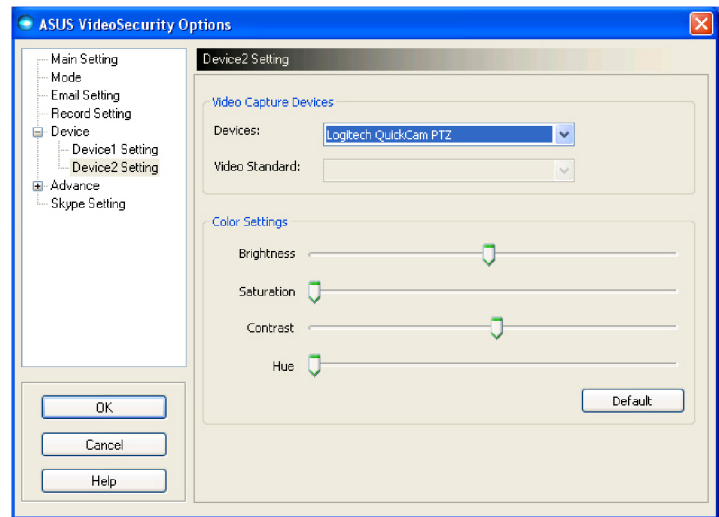 ASUS VideoSecurity Options
Main Setting
Mode
Email Setting
Record Setting
Device
Device1 Setting
Device2 Setting
Advance
Skype Setting
OK
Cancel
Help
Device2 Setting
Video Capture Devices
Devices: Logitech QuickCam PTZ
Video Standard:
Color Settings
Brightness
Saturation
Contrast
Hue
Default